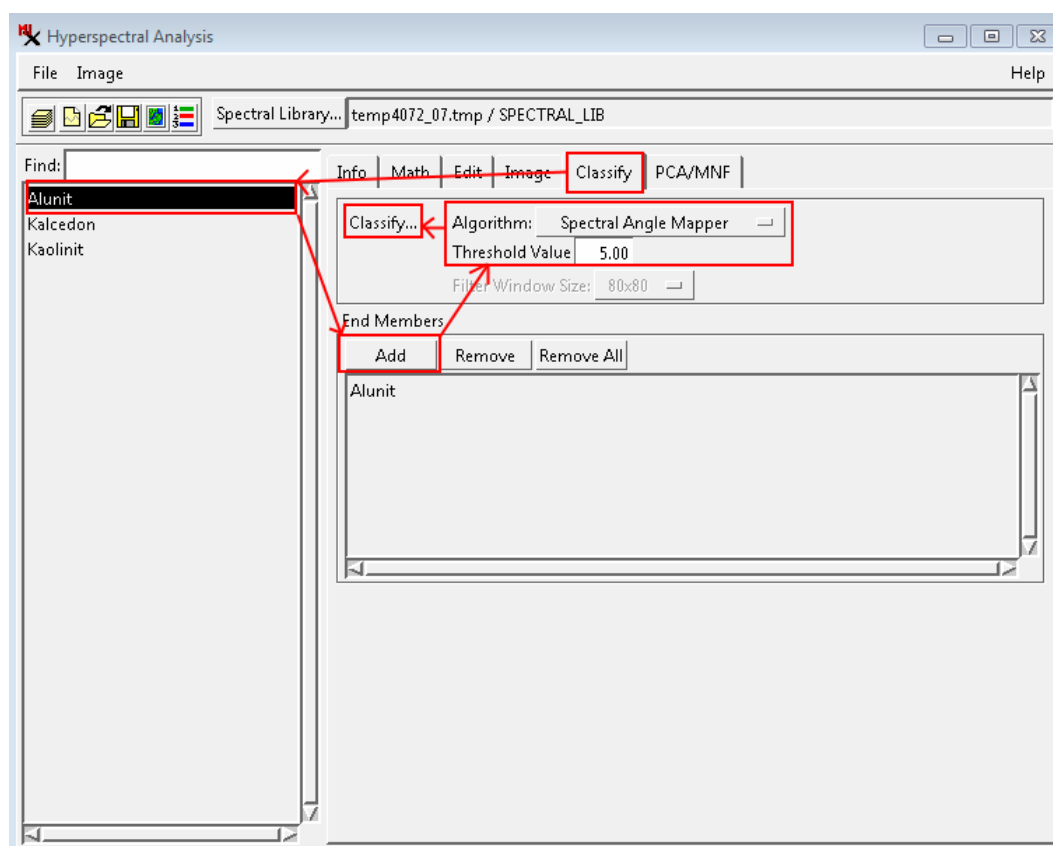 Hyperspectral Analysis
File Image Help
Spectral Library... temp4072_07.tmp / SPECTRAL_LIB
Find:
Alunit
Kalcedon
Kaolinit
Info Math Edit Image Classify PCA/MNF
Classify... Algorithm: Spectral Angle Mapper
Threshold Value 5.00
Filter Window Size: 80x80
End Members
Add Remove Remove All
Alunit